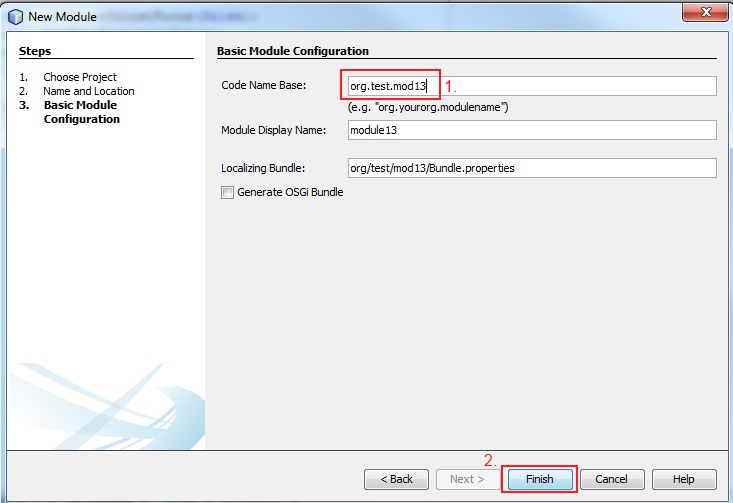 New Module
Steps
1. Choose Project
2. Name and Location
3. Basic Module
Configuration
Basic Module Configuration
Code Name Base: org.test.mod13 1.
(e.g. "org.yourorg.modulename")
Module Display Name: module13
Localizing Bundle: org/test/mod13/Bundle.properties
Generate OSGi Bundle
2.
< Back Next > Finish Cancel Help